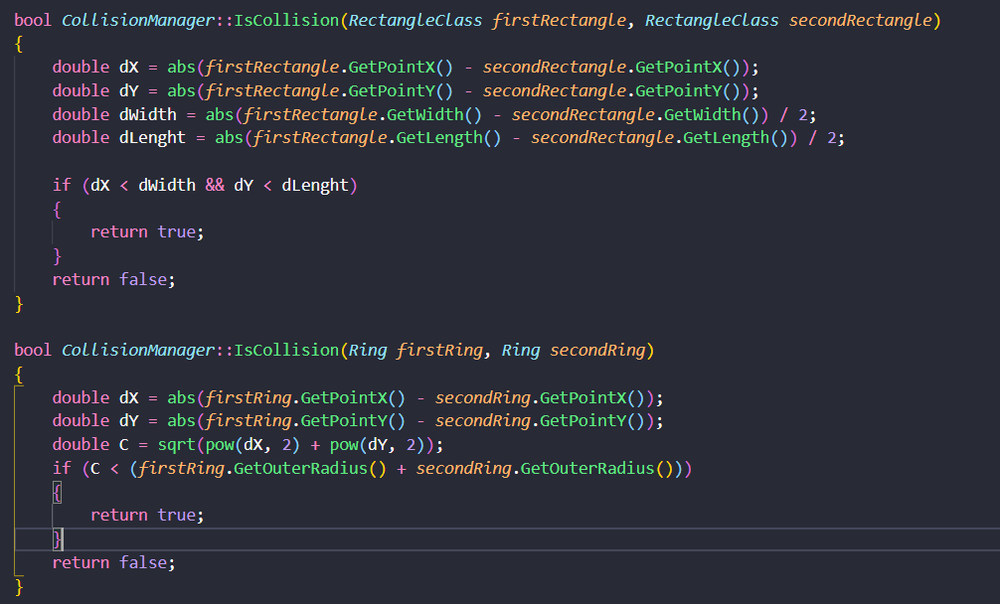 bool CollisionManager::IsCollision(RectangleClass firstRectangle, RectangleClass secondRectangle)
{
    double dX = abs(firstRectangle.GetPointX() - secondRectangle.GetPointX());
    double dY = abs(firstRectangle.GetPointY() - secondRectangle.GetPointY());
    double dWidth = abs(firstRectangle.GetWidth() - secondRectangle.GetWidth()) / 2;
    double dLenght = abs(firstRectangle.GetLength() - secondRectangle.GetLength()) / 2;

    if (dX < dWidth && dY < dLenght)
    {
        return true;
    }
    return false;
}

bool CollisionManager::IsCollision(Ring firstRing, Ring secondRing)
{
    double dX = abs(firstRing.GetPointX() - secondRing.GetPointX());
    double dY = abs(firstRing.GetPointY() - secondRing.GetPointY());
    double C = sqrt(pow(dX, 2) + pow(dY, 2));
    if (C < (firstRing.GetOuterRadius() + secondRing.GetOuterRadius()))
    {
        return true;
    }
    return false;
}